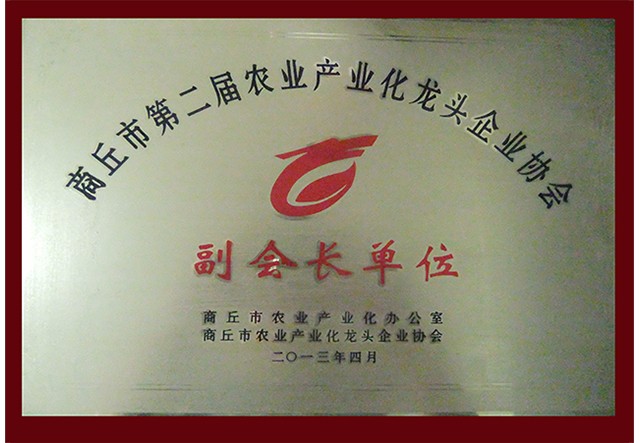 商丘市第二届农业产业化龙头企业协会
副会长单位
商丘市农业产业化办公室
商丘市农业产业化龙头企业协会
二〇一三年四月